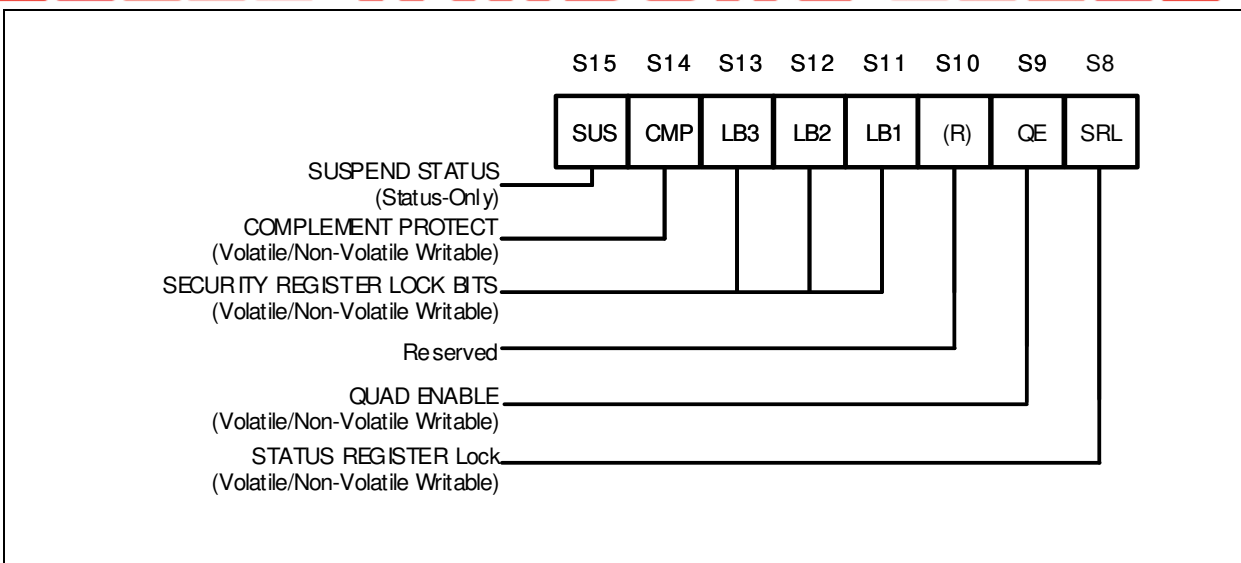 S15 S14 S13 S12 S11 S10 S9 S8
SUS CMP LB3 LB2 LB1 (R) QE SRL
SUSPEND STATUS
(Status-Only)
COMPLEMENT PROTECT
(Volatile/Non-Volatile Writable)
SECURITY REGISTER LOCK BITS
(Volatile/Non-Volatile Writable)
Reserved
QUAD ENABLE
(Volatile/Non-Volatile Writable)
STATUS REGISTER Lock
(Volatile/Non-Volatile Writable)